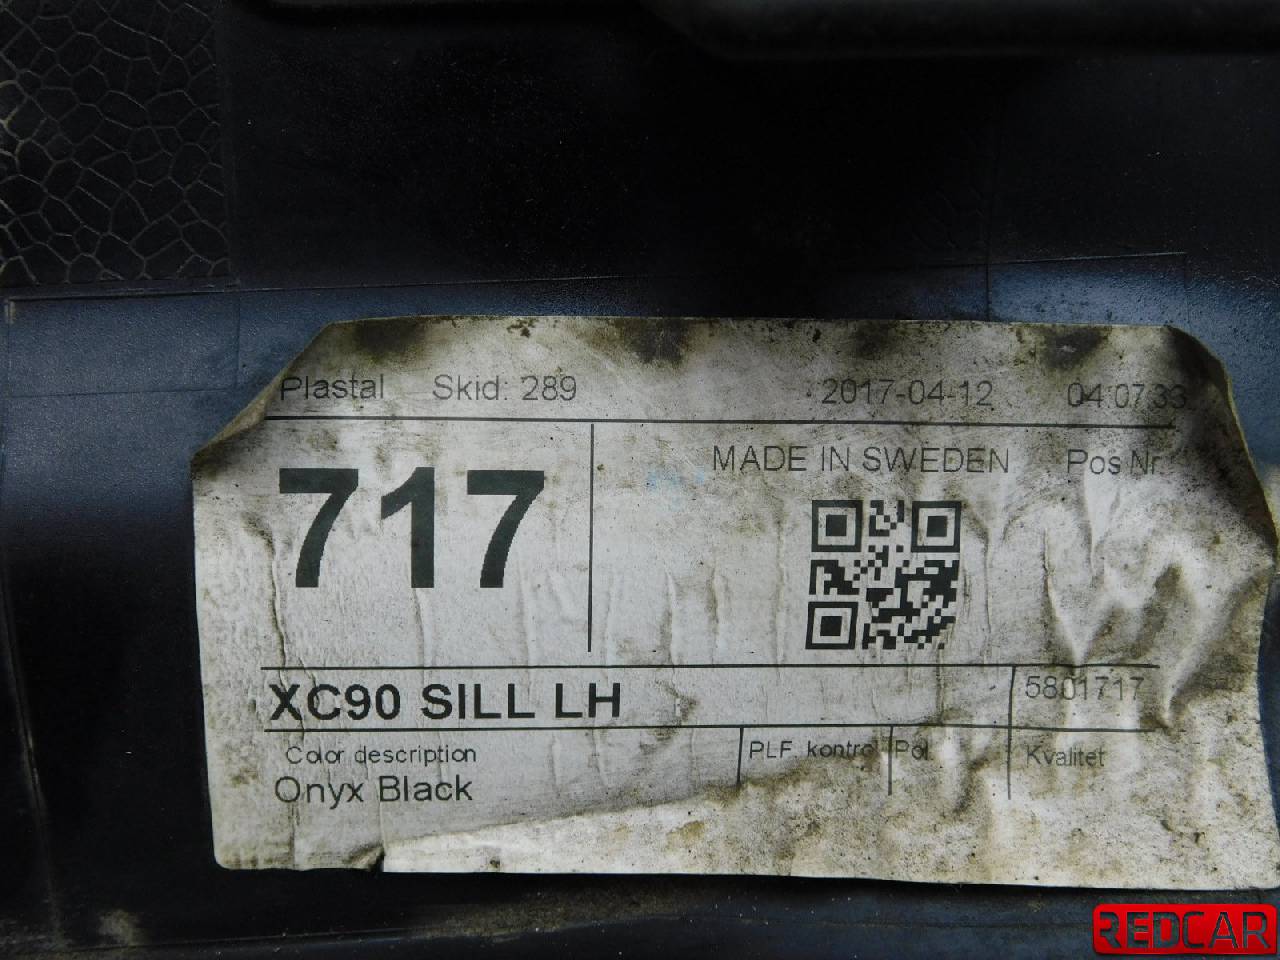 Plastal Skid: 289 2017-04-12 04:07:33
717
MADE IN SWEDEN Pos Nr:
XC90 SILL LH 5801717
Color description PLF. kontrol Pol Kvalitet
Onyx Black
REDCAR